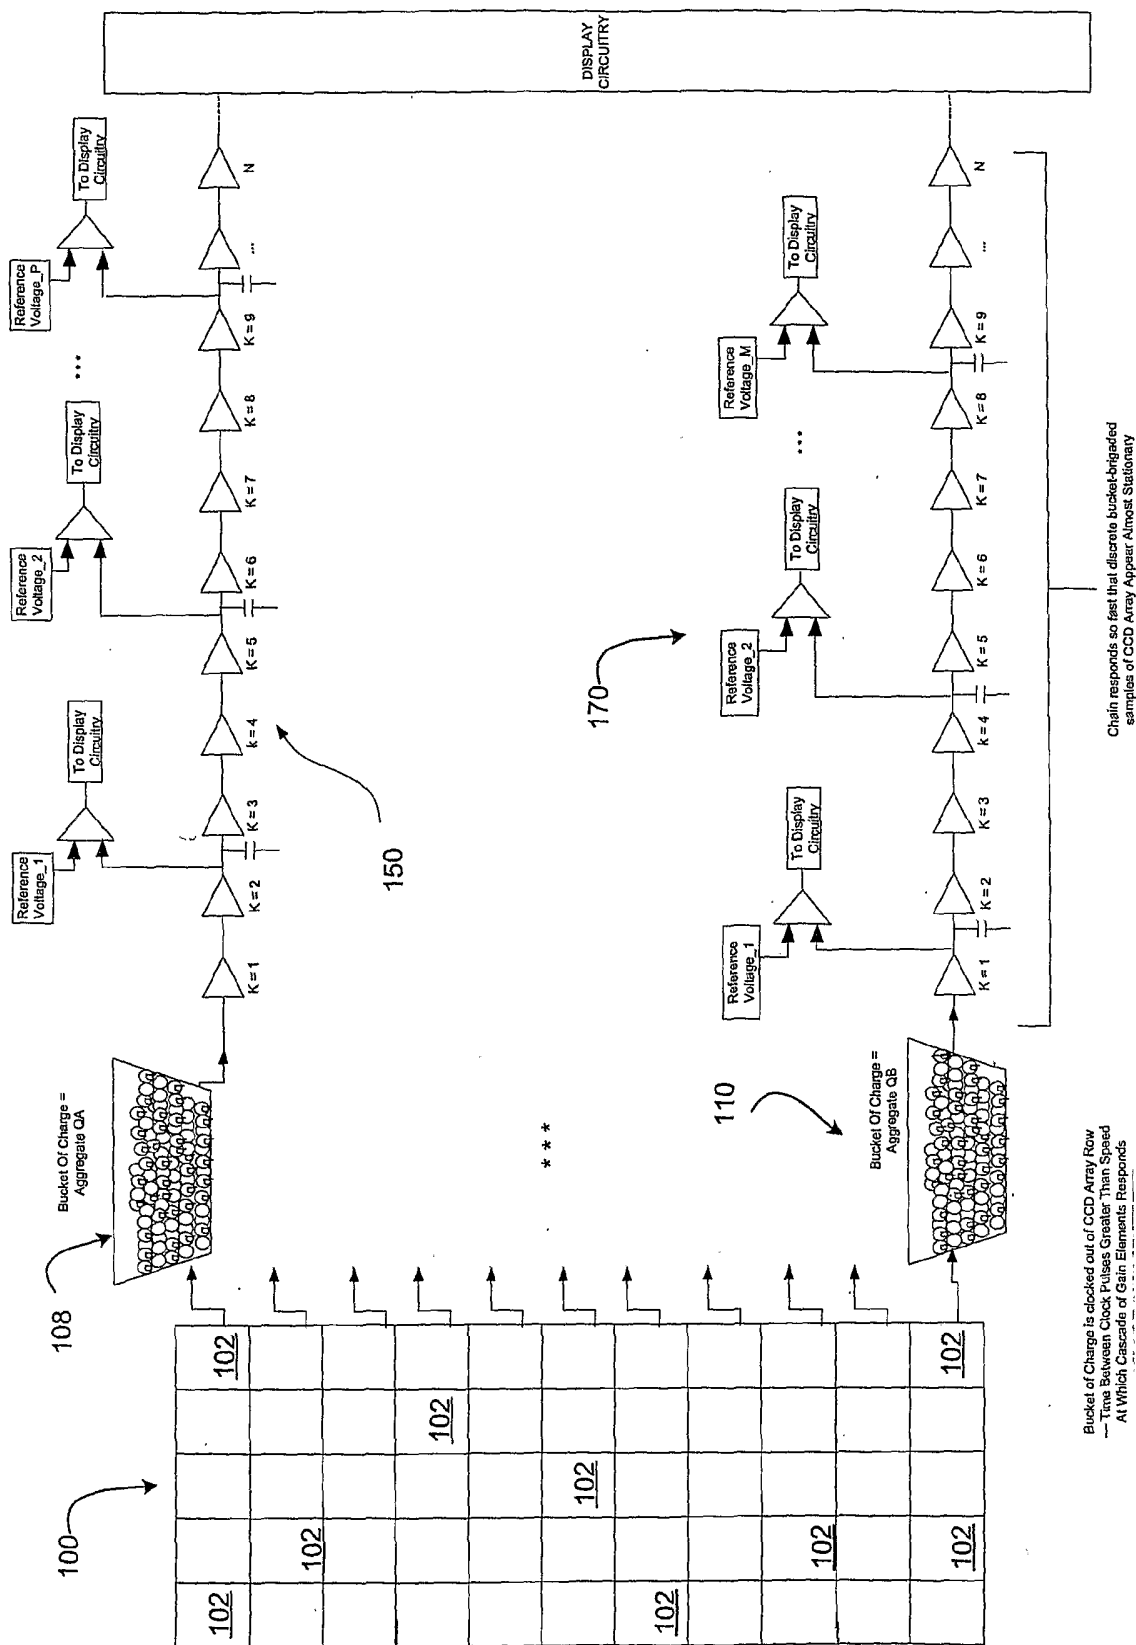 Reference
Voltage_1
Reference
Voltage_2
Reference
Voltage_P
To Display
Circuitry
To Display
Circuitry
***
To Display
Circuitry
100
108
Bucket Of Charge =
Aggregate QA
102
102
K = 1
K = 2
K = 3
k = 4
K = 5
K = 6
K = 7
K = 8
K = 9
...
N
102
150
102
***
102
102
DISPLAY
CIRCUITRY
170
110
Reference
Voltage_1
Reference
Voltage_2
Reference
Voltage_M
To Display
Circuitry
To Display
Circuitry
***
To Display
Circuitry
102
Bucket Of Charge =
Aggregate QB
102
102
K = 1
K = 2
K = 3
k = 4
K = 5
K = 6
K = 7
K = 8
K = 9
...
N
Bucket of Charge is clocked out of CCD Array Row
— Time Between Clock Pulses Greater Than Speed
At Which Cascade of Gain Elements Responds
Chain responds so fast that discrete bucket-brigaded
samples of CCD Array Appear Almost Stationary